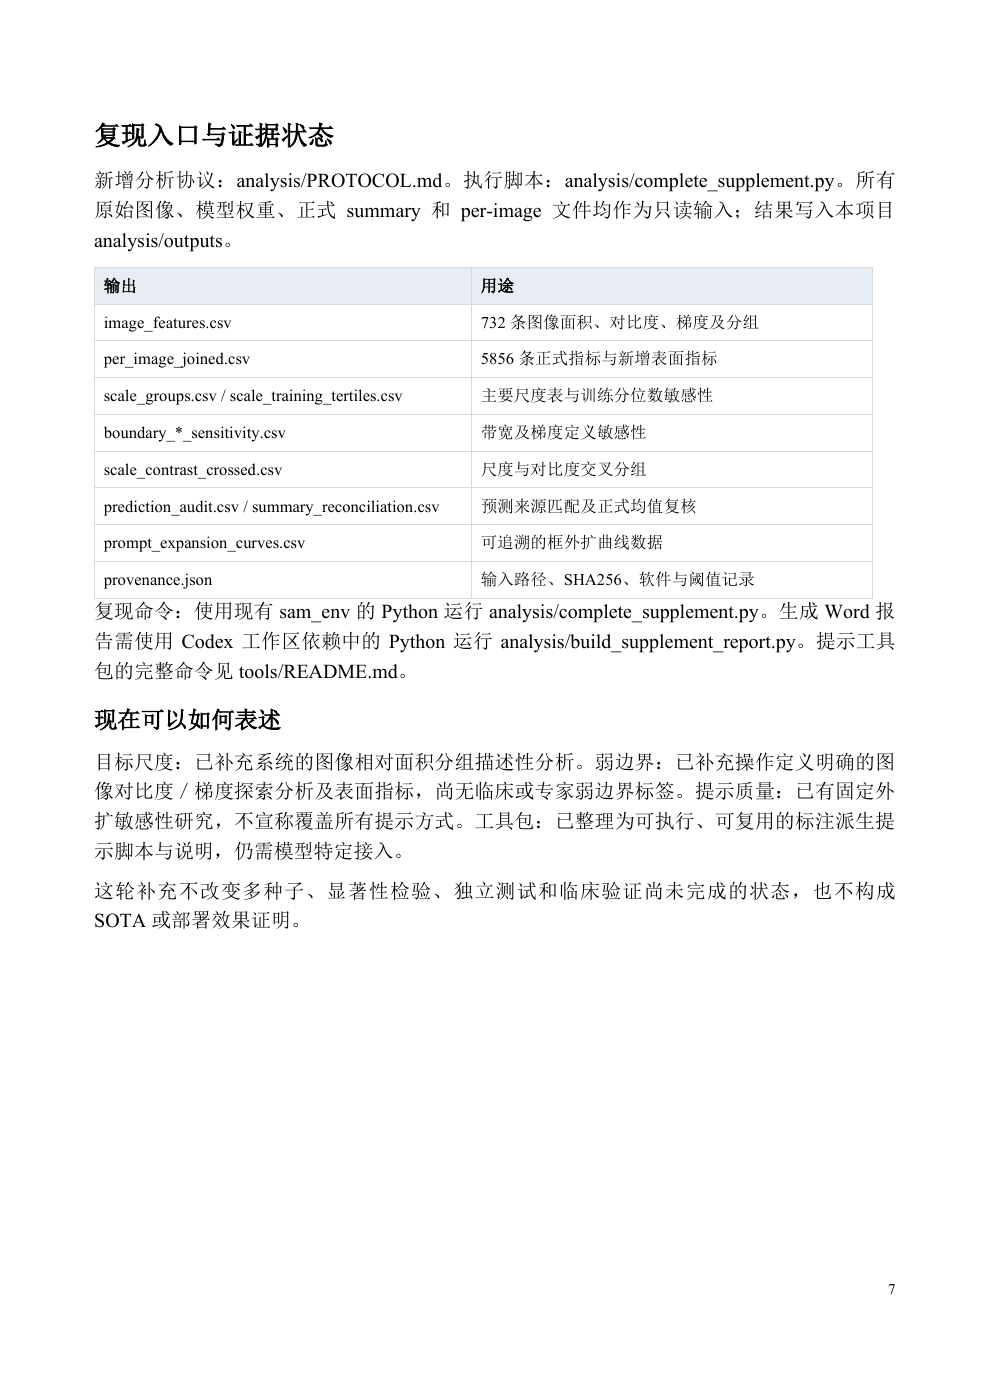 复现入口与证据状态
新增分析协议：analysis/PROTOCOL.md。执行脚本：analysis/complete_supplement.py。所有
原始图像、模型权重、正式 summary 和 per-image 文件均作为只读输入；结果写入本项目
analysis/outputs。
输出 用途
image_features.csv 732 条图像面积、对比度、梯度及分组
per_image_joined.csv 5856 条正式指标与新增表面指标
scale_groups.csv / scale_training_tertiles.csv 主要尺度表与训练分位数敏感性
boundary_*_sensitivity.csv 带宽及梯度定义敏感性
scale_contrast_crossed.csv 尺度与对比度交叉分组
prediction_audit.csv / summary_reconciliation.csv 预测来源匹配及正式均值复核
prompt_expansion_curves.csv 可追溯的框外扩曲线数据
provenance.json 输入路径、SHA256、软件与阈值记录
复现命令：使用现有 sam_env 的 Python 运行 analysis/complete_supplement.py。生成 Word 报
告需使用 Codex 工作区依赖中的 Python 运行 analysis/build_supplement_report.py。提示工具
包的完整命令见 tools/README.md。
现在可以如何表述
目标尺度：已补充系统的图像相对面积分组描述性分析。弱边界：已补充操作定义明确的图
像对比度／梯度探索分析及表面指标，尚无临床或专家弱边界标签。提示质量：已有固定外
扩敏感性研究，不宣称覆盖所有提示方式。工具包：已整理为可执行、可复用的标注派生提
示脚本与说明，仍需模型特定接入。
这轮补充不改变多种子、显著性检验、独立测试和临床验证尚未完成的状态，也不构成
SOTA 或部署效果证明。
7